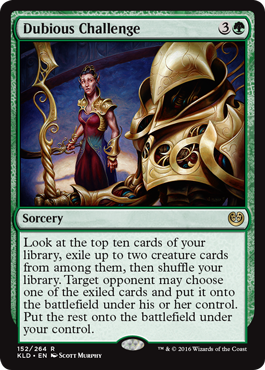 Dubious Challenge 3
Sorcery
Look at the top ten cards of your
library, exile up to two creature cards
from among them, then shuffle your
library. Target opponent may choose
one of the exiled cards and put it onto
the battlefield under his or her control.
Put the rest onto the battlefield under
your control.
152/264 R
KLD • EN Scott Murphy
™ & © 2016 Wizards of the Coast